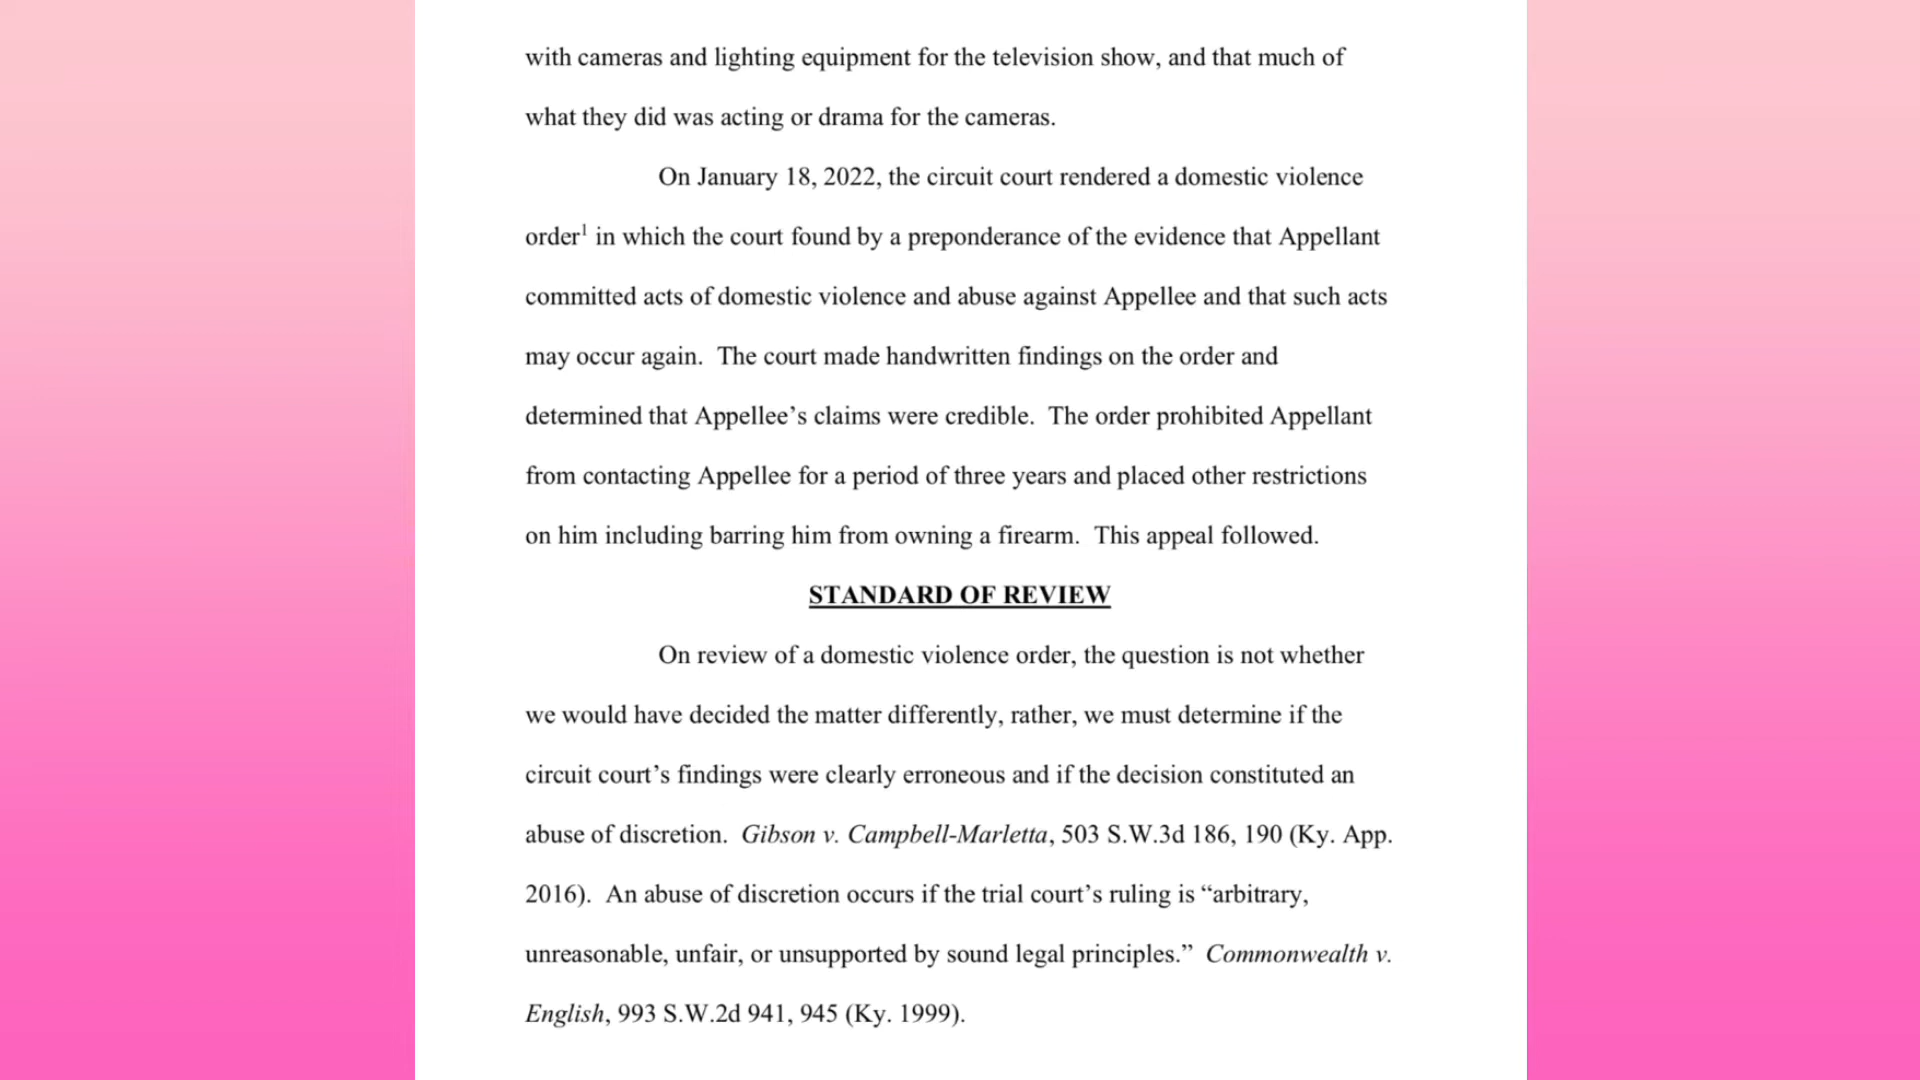 with cameras and lighting equipment for the television show, and that much of
what they did was acting or drama for the cameras.
On January 18, 2022, the circuit court rendered a domestic violence
order¹ in which the court found by a preponderance of the evidence that Appellant
committed acts of domestic violence and abuse against Appellee and that such acts
may occur again.  The court made handwritten findings on the order and
determined that Appellee’s claims were credible.  The order prohibited Appellant
from contacting Appellee for a period of three years and placed other restrictions
on him including barring him from owning a firearm.  This appeal followed.
STANDARD OF REVIEW
On review of a domestic violence order, the question is not whether
we would have decided the matter differently, rather, we must determine if the
circuit court’s findings were clearly erroneous and if the decision constituted an
abuse of discretion.  Gibson v. Campbell-Marletta, 503 S.W.3d 186, 190 (Ky. App.
2016).  An abuse of discretion occurs if the trial court’s ruling is “arbitrary,
unreasonable, unfair, or unsupported by sound legal principles.”  Commonwealth v.
English, 993 S.W.2d 941, 945 (Ky. 1999).